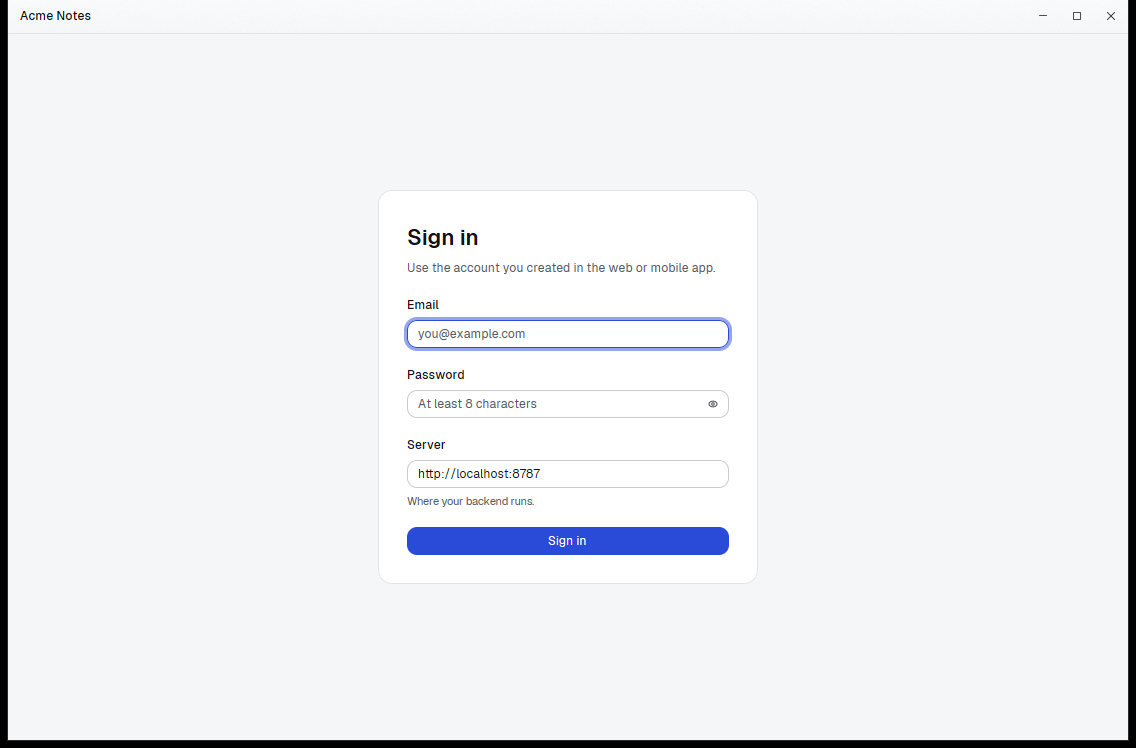 Acme Notes
Sign in
Use the account you created in the web or mobile app.
Email
you@example.com
Password
At least 8 characters
Server
http://localhost:8787
Where your backend runs.
Sign in